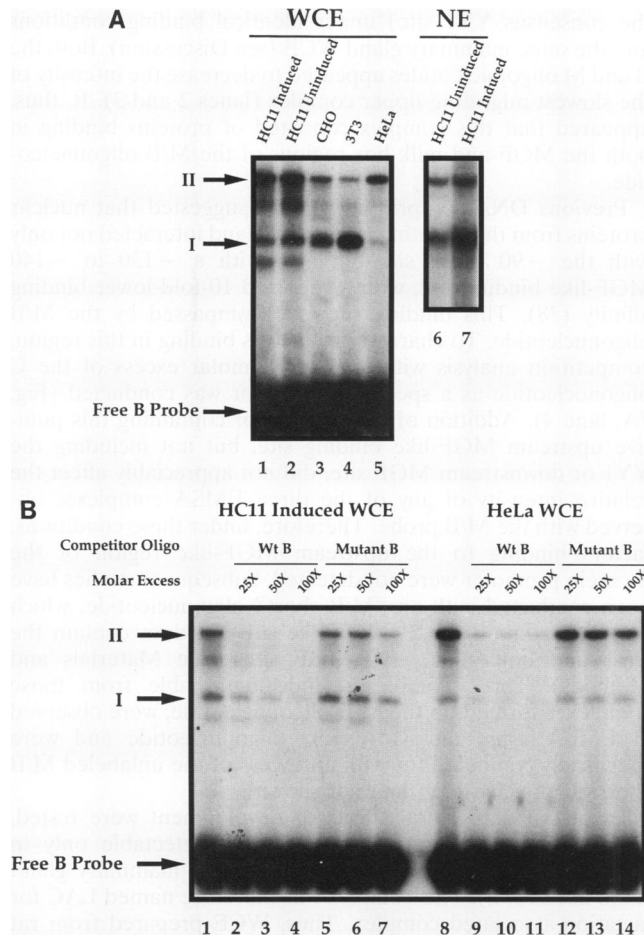 A
WCE
NE
HC11 Induced
HC11 Uninduced
CHO
3T3
HeLa
HC11 Uninduced
HC11 Induced
II
I
6 7
Free B Probe
1 2 3 4 5
B
HC11 Induced WCE
HeLa WCE
Competitor Oligo
Wt B
Mutant B
Wt B
Mutant B
Molar Excess
25X 50X 100X 25X 50X 100X 25X 50X 100X 25X 50X 100X
II
I
Free B Probe
1 2 3 4 5 6 7 8 9 10 11 12 13 14